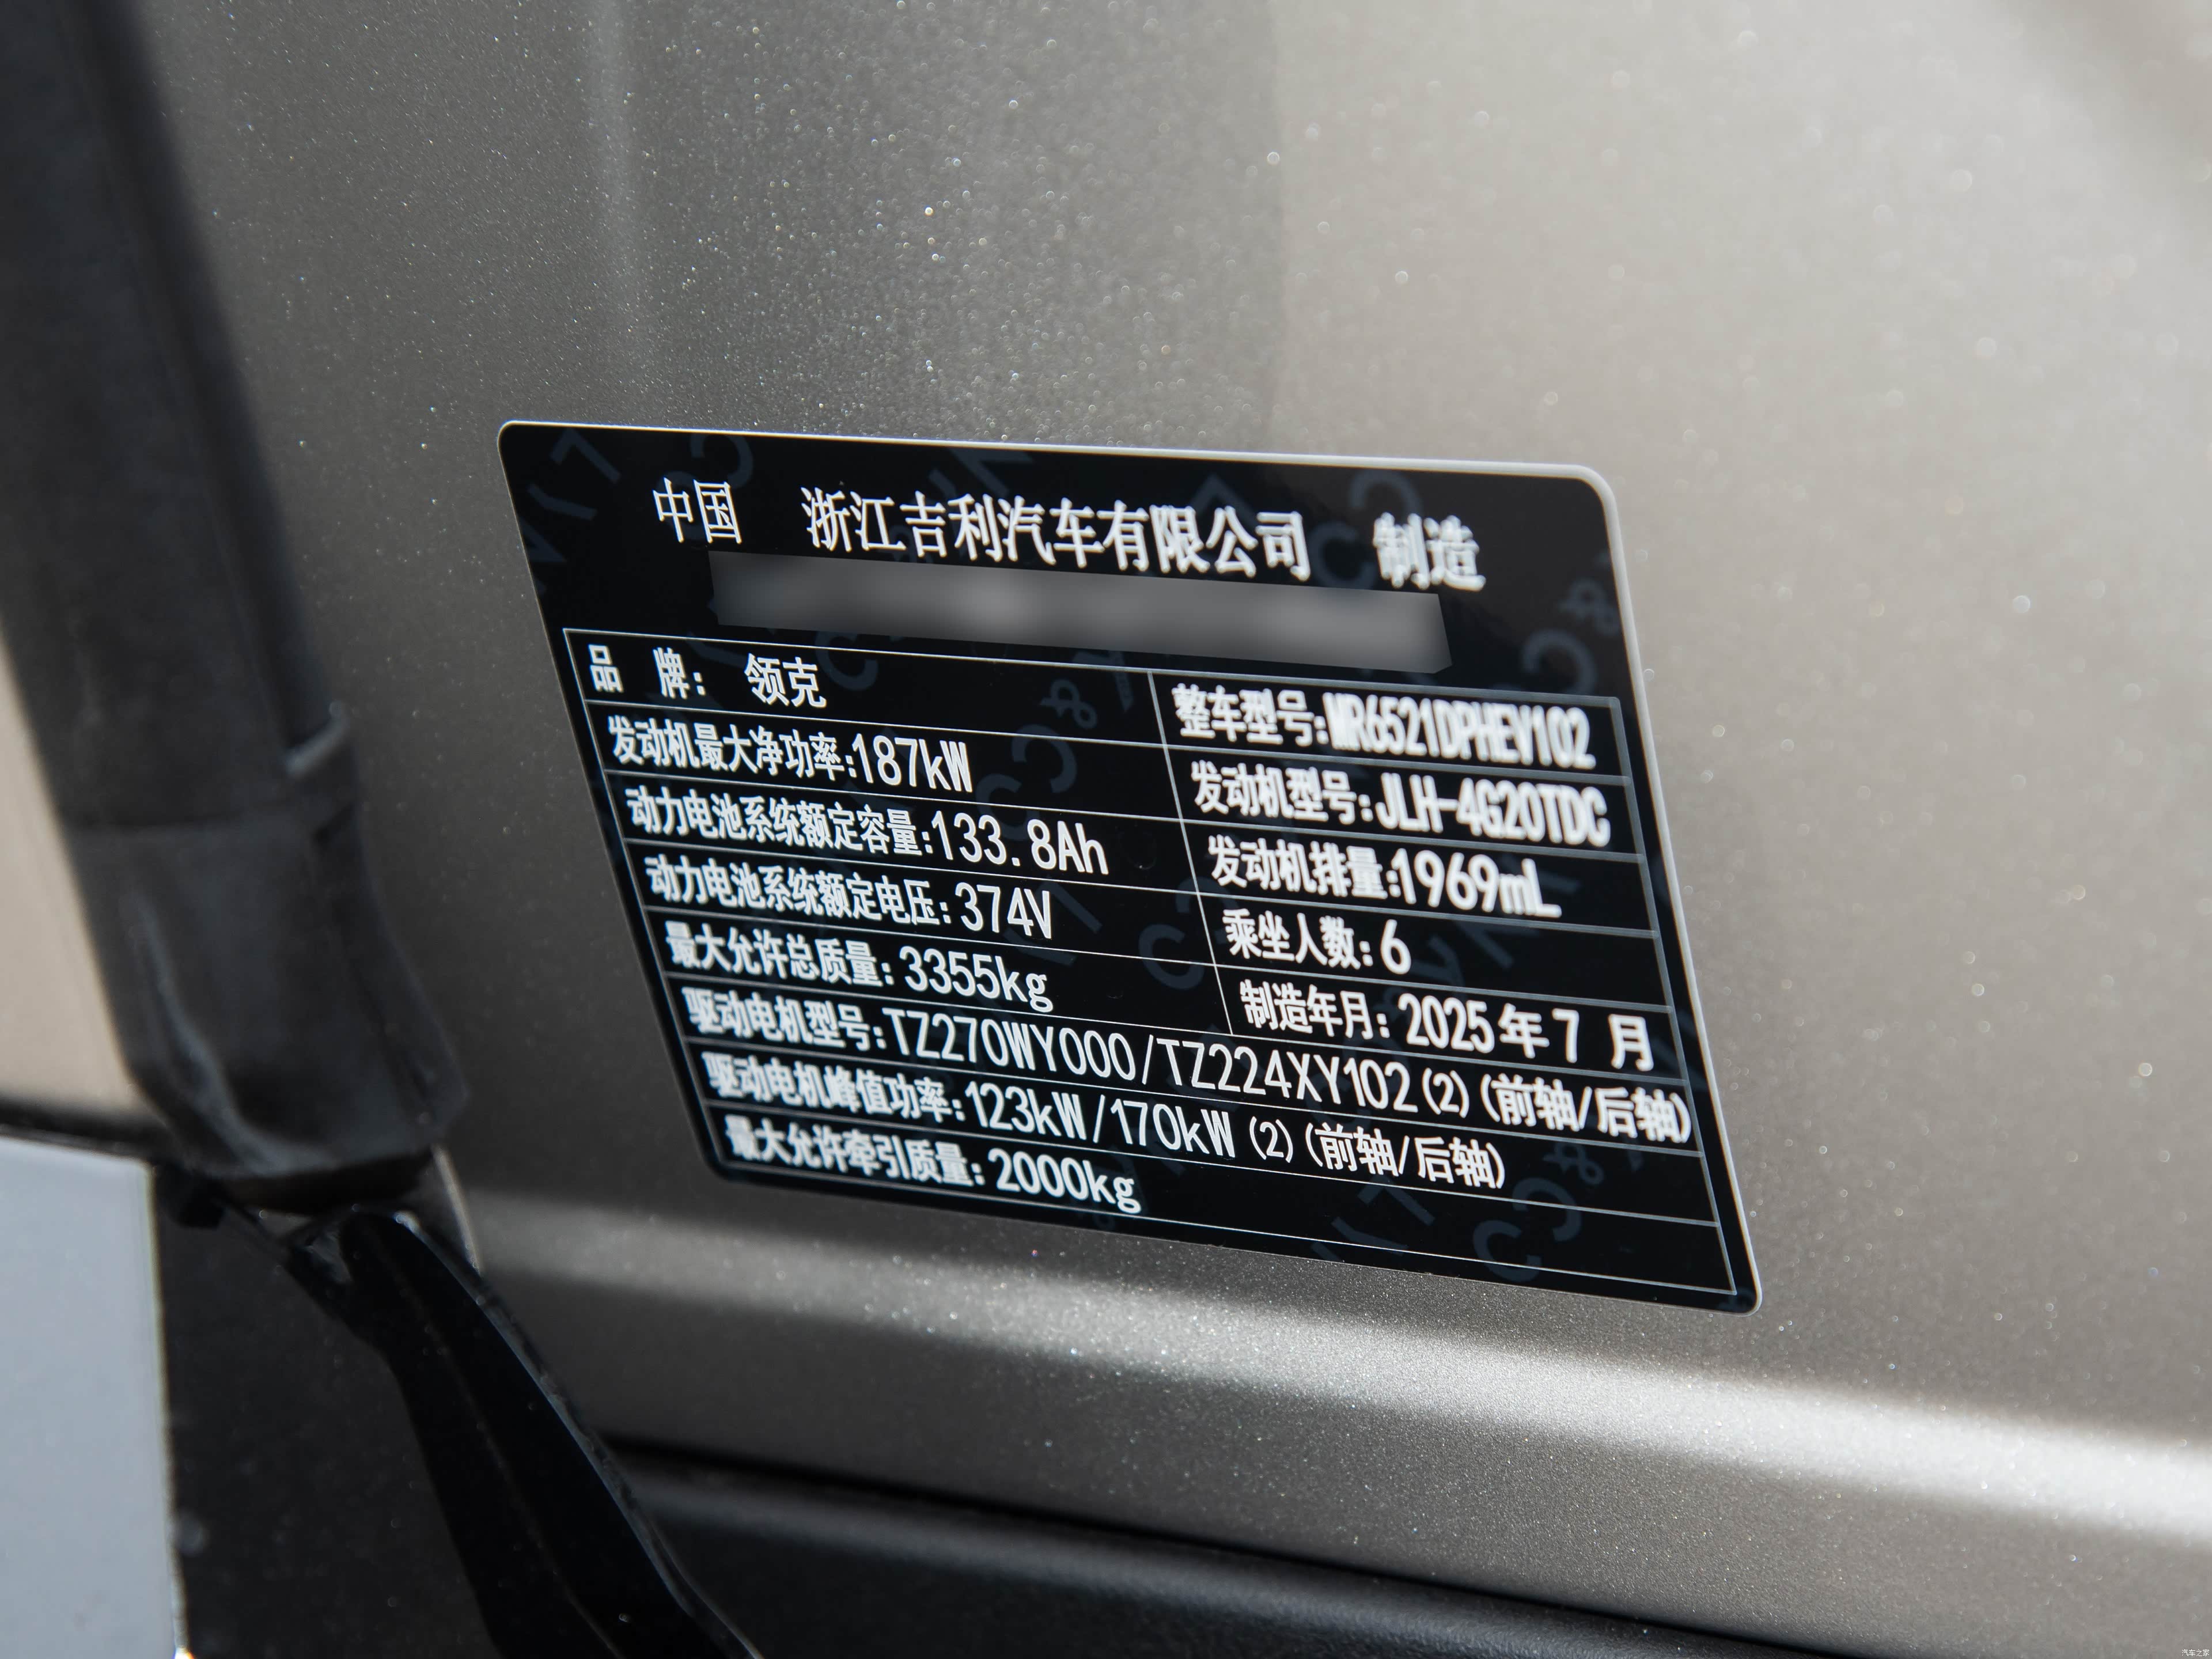 中国 浙江吉利汽车有限公司 制造
品 牌: 领克 整车型号:MR6521DPHEV102
发动机最大净功率:187kW 发动机型号:JLH-4G20TDC
动力电池系统额定容量:133.8Ah 发动机排量:1969mL
动力电池系统额定电压:374V 乘坐人数:6
最大允许总质量:3355kg 制造年月:2025年7 月
驱动电机型号:TZ270WY000/TZ224XY102(2)(前轴/后轴)
驱动电机峰值功率:123kW/170kW(2)(前轴/后轴)
最大允许牵引质量:2000kg
汽车之家